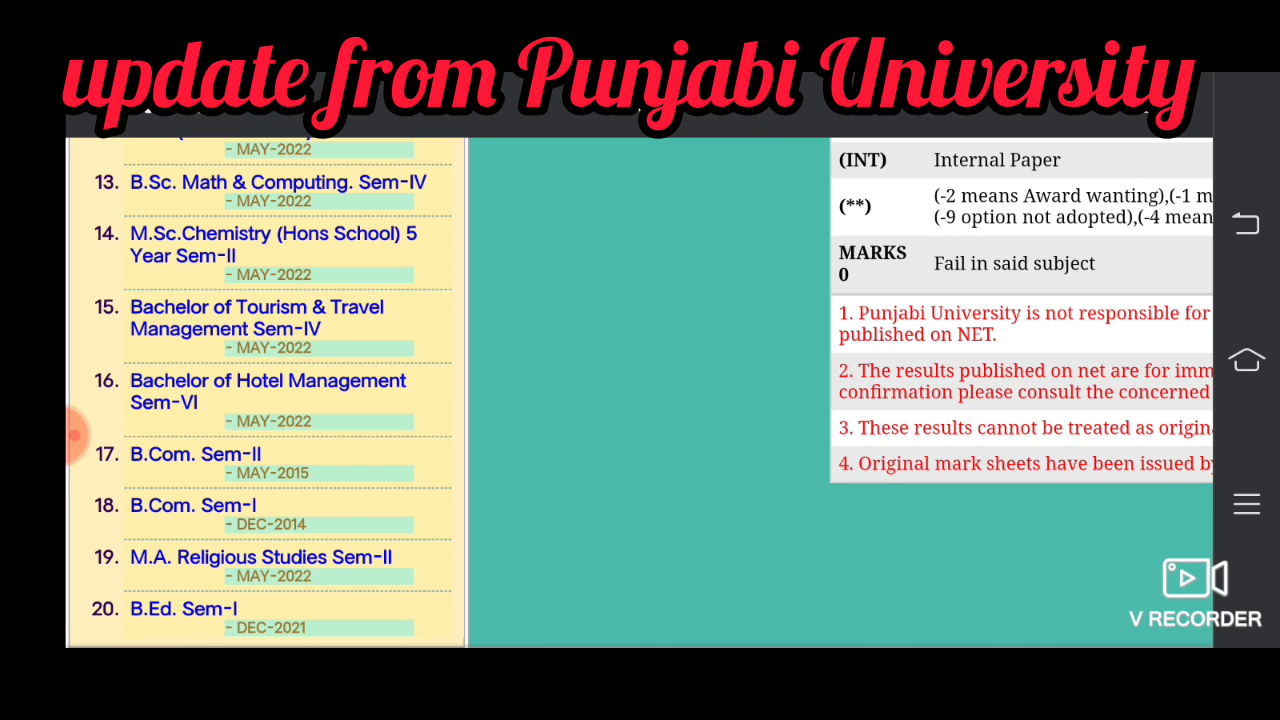 update from Punjabi University
- MAY-2022
13. B.Sc. Math & Computing. Sem-IV
- MAY-2022
14. M.Sc.Chemistry (Hons School) 5
Year Sem-II
- MAY-2022
15. Bachelor of Tourism & Travel
Management Sem-IV
- MAY-2022
16. Bachelor of Hotel Management
Sem-VI
- MAY-2022
17. B.Com. Sem-II
- MAY-2015
18. B.Com. Sem-I
- DEC-2014
19. M.A. Religious Studies Sem-II
- MAY-2022
20. B.Ed. Sem-I
- DEC-2021
(INT) Internal Paper
(**) (-2 means Award wanting),(-1 m
(-9 option not adopted),(-4 mean
MARKS
0 Fail in said subject
1. Punjabi University is not responsible for
published on NET.
2. The results published on net are for imm
confirmation please consult the concerned
3. These results cannot be treated as origin
4. Original mark sheets have been issued b
V RECORDER